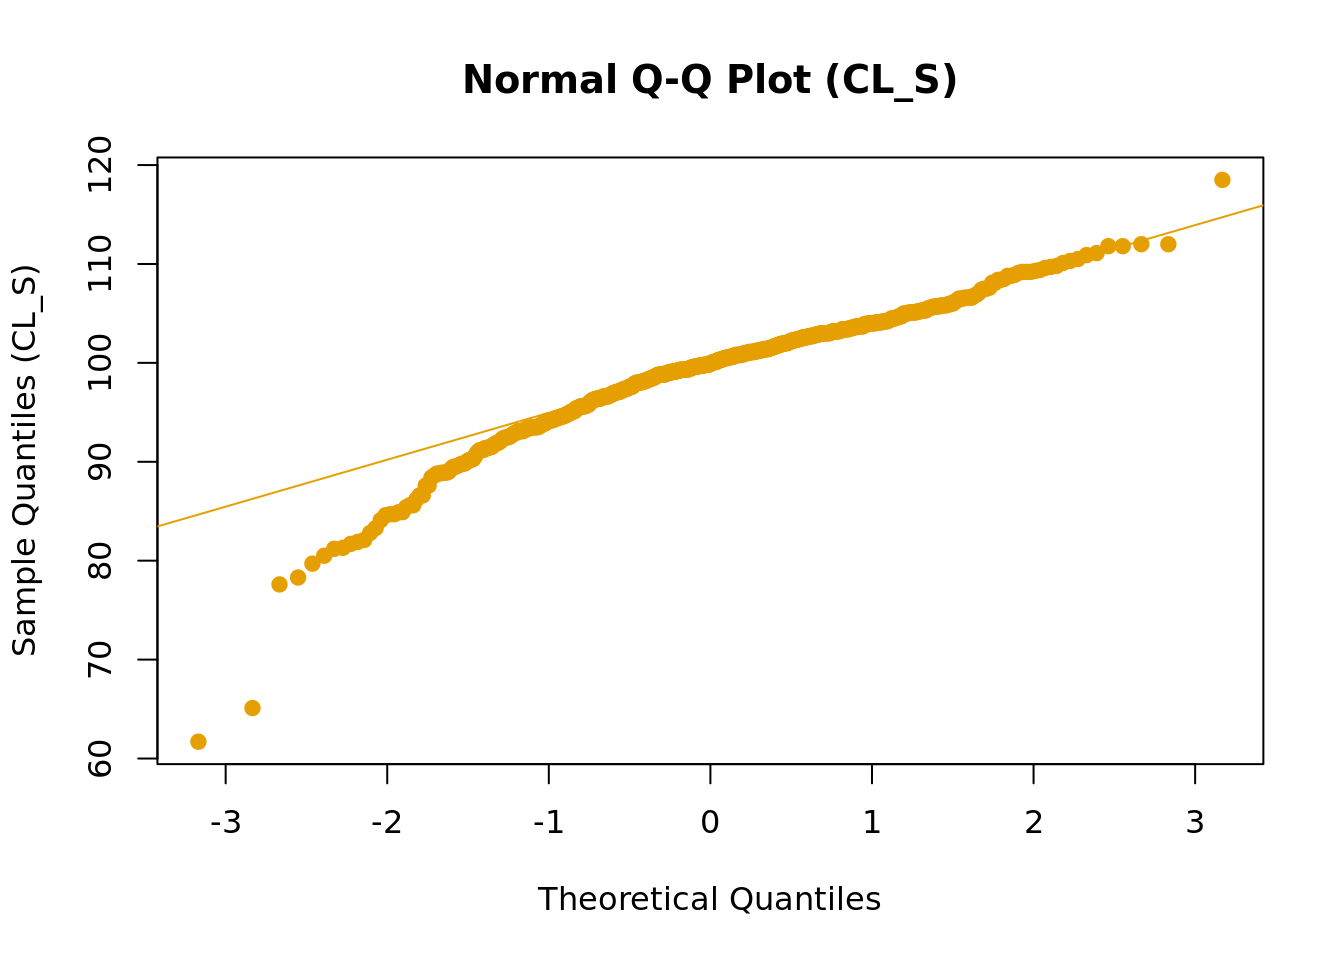 Normal Q-Q Plot (CL_S)
Sample Quantiles (CL_S)
120
110
100
90
80
70
60
-3 -2 -1 0 1 2 3
Theoretical Quantiles